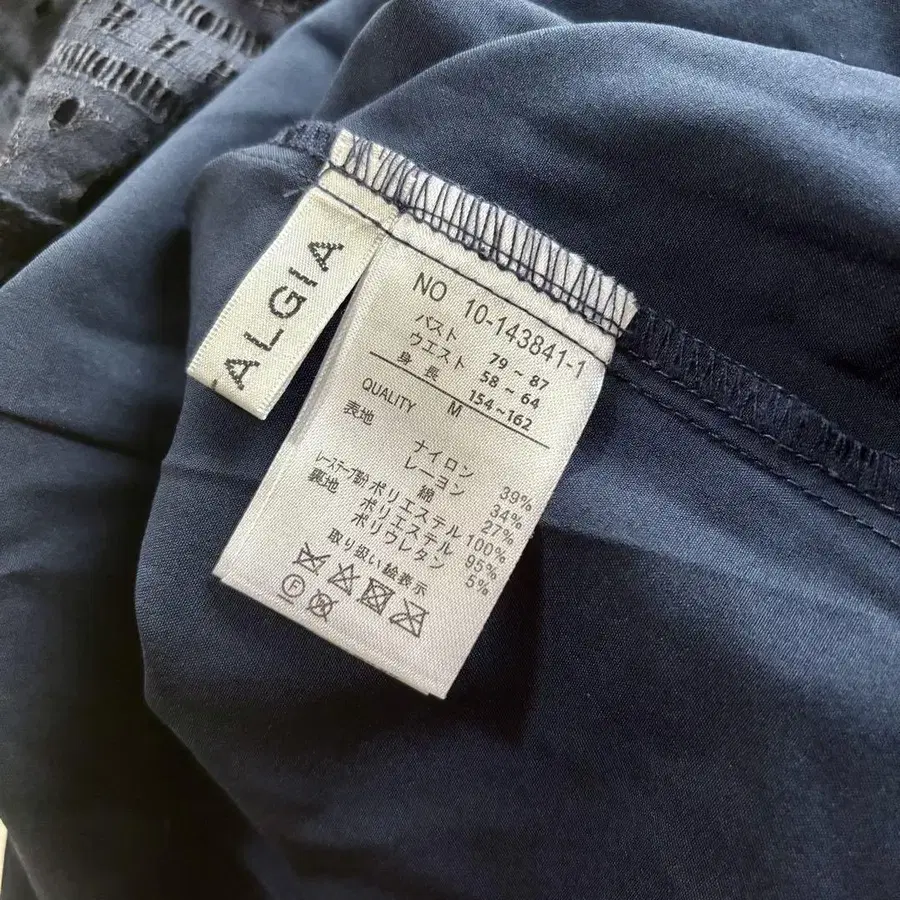 TALGIA
NO 10-143841-1
バスト 79～87
ウエスト 58～64
身長 154～162
QUALITY M
表地 ナイロン 39%
レーヨン 34%
綿 27%
レーステープ部分 ポリエステル 100%
裏地 ポリエステル 95%
ポリウレタン 5%
取り扱い絵表示
F